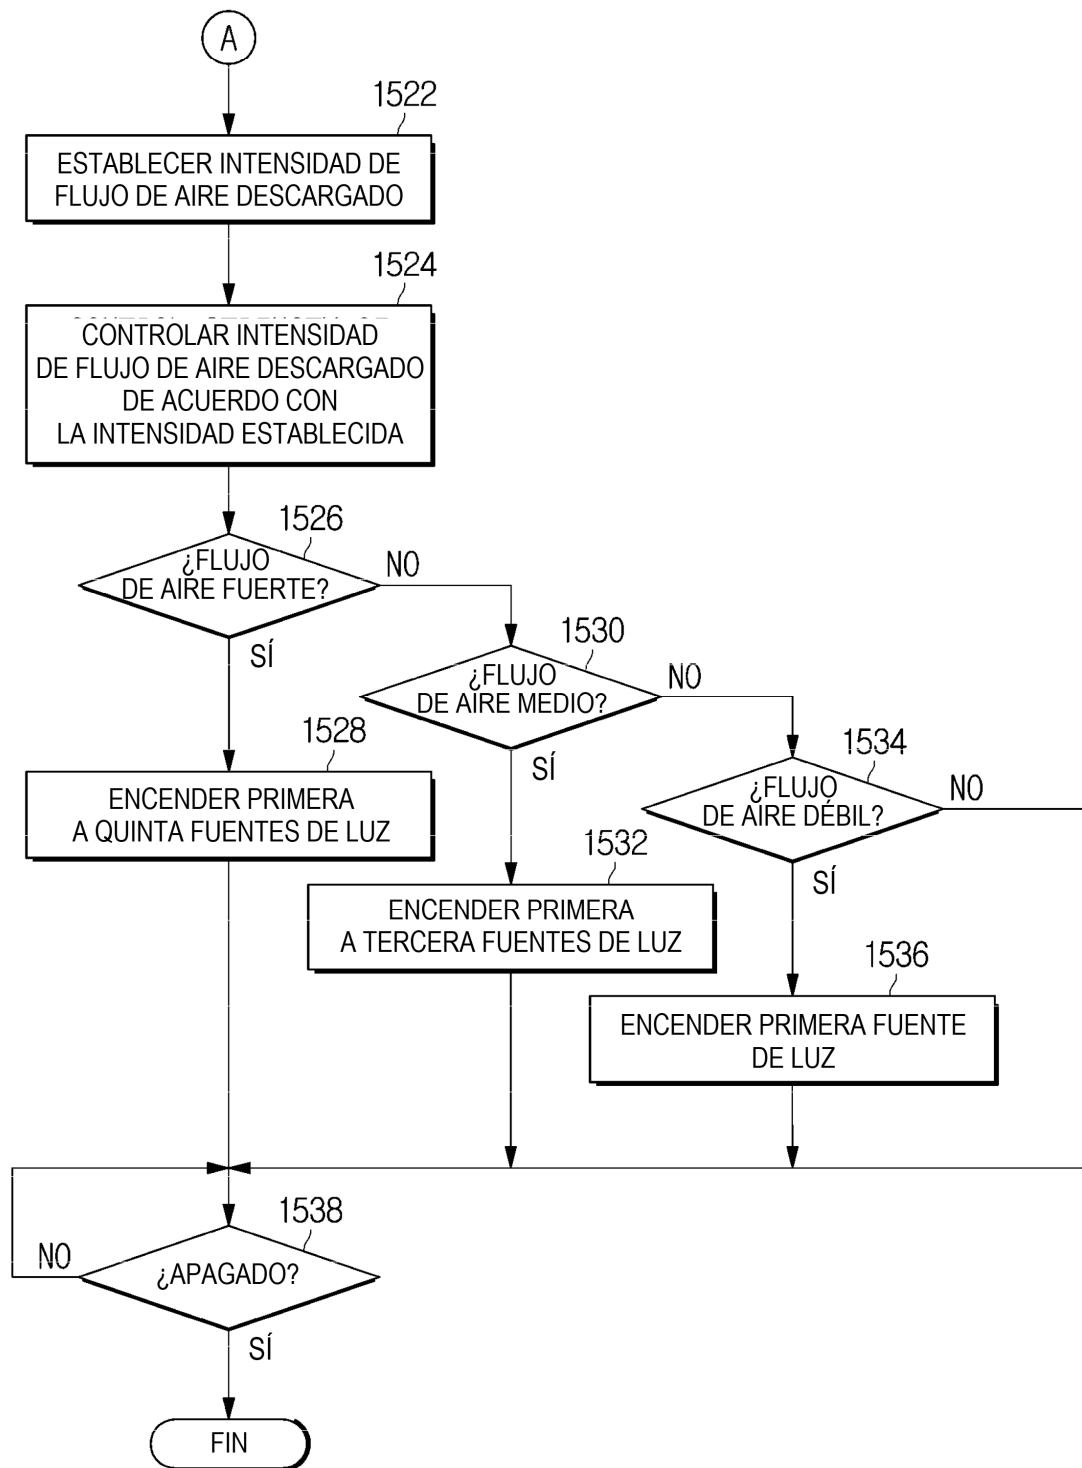 A
1522
ESTABLECER INTENSIDAD DE
FLUJO DE AIRE DESCARGADO
1524
CONTROLAR INTENSIDAD
DE FLUJO DE AIRE DESCARGADO
DE ACUERDO CON
LA INTENSIDAD ESTABLECIDA
1526
¿FLUJO
DE AIRE FUERTE?
NO
SÍ
1530
¿FLUJO
DE AIRE MEDIO?
NO
SÍ
1528
ENCENDER PRIMERA
A QUINTA FUENTES DE LUZ
1534
¿FLUJO
DE AIRE DÉBIL?
NO
SÍ
1532
ENCENDER PRIMERA
A TERCERA FUENTES DE LUZ
1536
ENCENDER PRIMERA FUENTE
DE LUZ
1538
¿APAGADO?
NO
SÍ
FIN